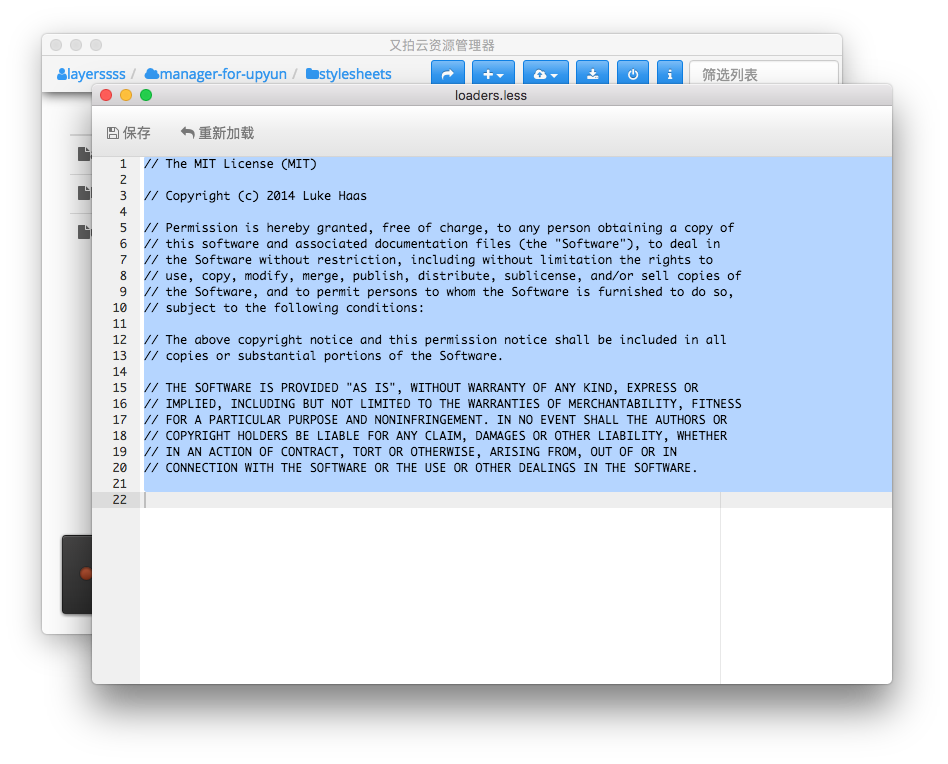 又拍云资源管理器
layerssss / manager-for-upyun / stylesheets
筛选列表
loaders.less
保存 重新加载
1 // The MIT License (MIT)
2
3 // Copyright (c) 2014 Luke Haas
4
5 // Permission is hereby granted, free of charge, to any person obtaining a copy of
6 // this software and associated documentation files (the "Software"), to deal in
7 // the Software without restriction, including without limitation the rights to
8 // use, copy, modify, merge, publish, distribute, sublicense, and/or sell copies of
9 // the Software, and to permit persons to whom the Software is furnished to do so,
10 // subject to the following conditions:
11
12 // The above copyright notice and this permission notice shall be included in all
13 // copies or substantial portions of the Software.
14
15 // THE SOFTWARE IS PROVIDED "AS IS", WITHOUT WARRANTY OF ANY KIND, EXPRESS OR
16 // IMPLIED, INCLUDING BUT NOT LIMITED TO THE WARRANTIES OF MERCHANTABILITY, FITNESS
17 // FOR A PARTICULAR PURPOSE AND NONINFRINGEMENT. IN NO EVENT SHALL THE AUTHORS OR
18 // COPYRIGHT HOLDERS BE LIABLE FOR ANY CLAIM, DAMAGES OR OTHER LIABILITY, WHETHER
19 // IN AN ACTION OF CONTRACT, TORT OR OTHERWISE, ARISING FROM, OUT OF OR IN
20 // CONNECTION WITH THE SOFTWARE OR THE USE OR OTHER DEALINGS IN THE SOFTWARE.
21
22